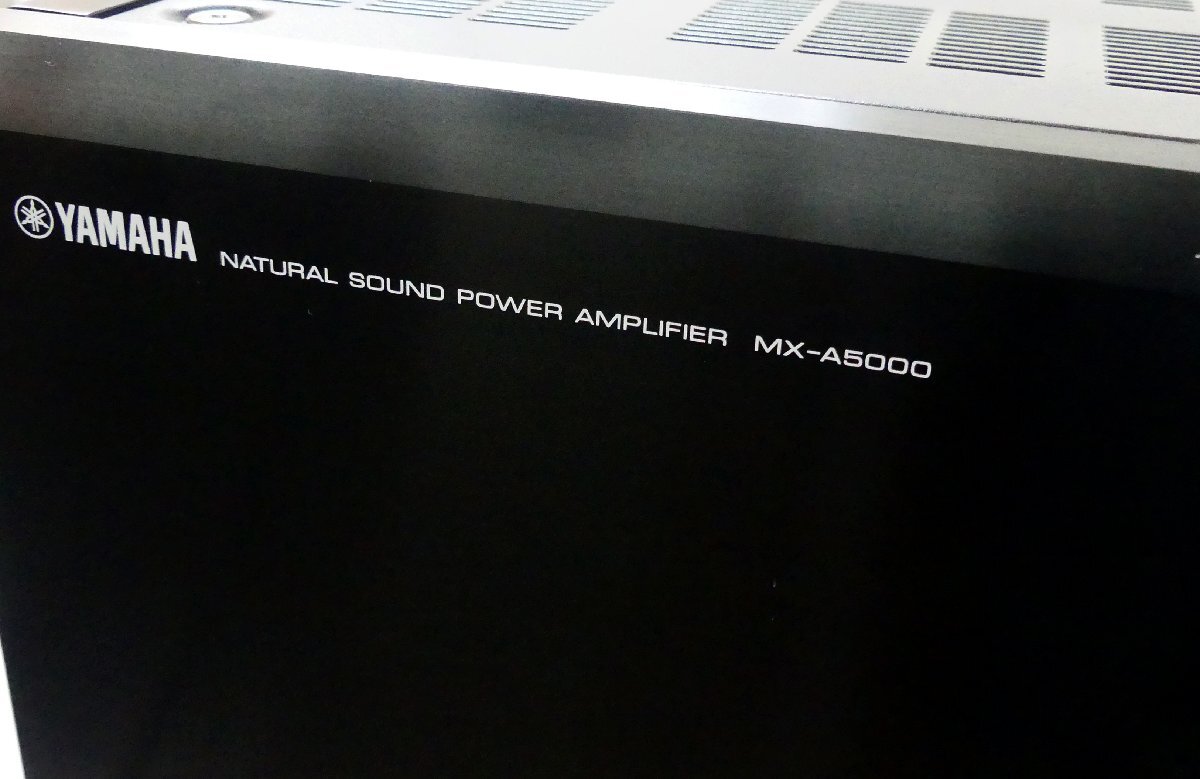 YAMAHA NATURAL SOUND POWER AMPLIFIER MX-A5000